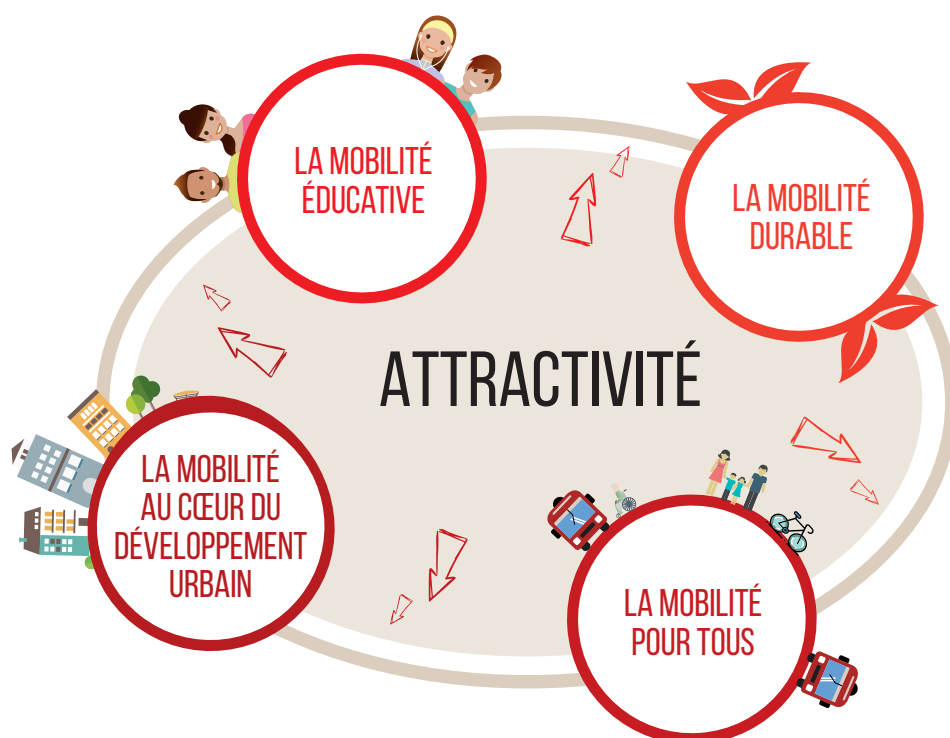 LA MOBILITÉ
ÉDUCATIVE
LA MOBILITÉ
DURABLE
ATTRACTIVITÉ
LA MOBILITÉ
AU CŒUR DU
DÉVELOPPEMENT
URBAIN
LA MOBILITÉ
POUR TOUS